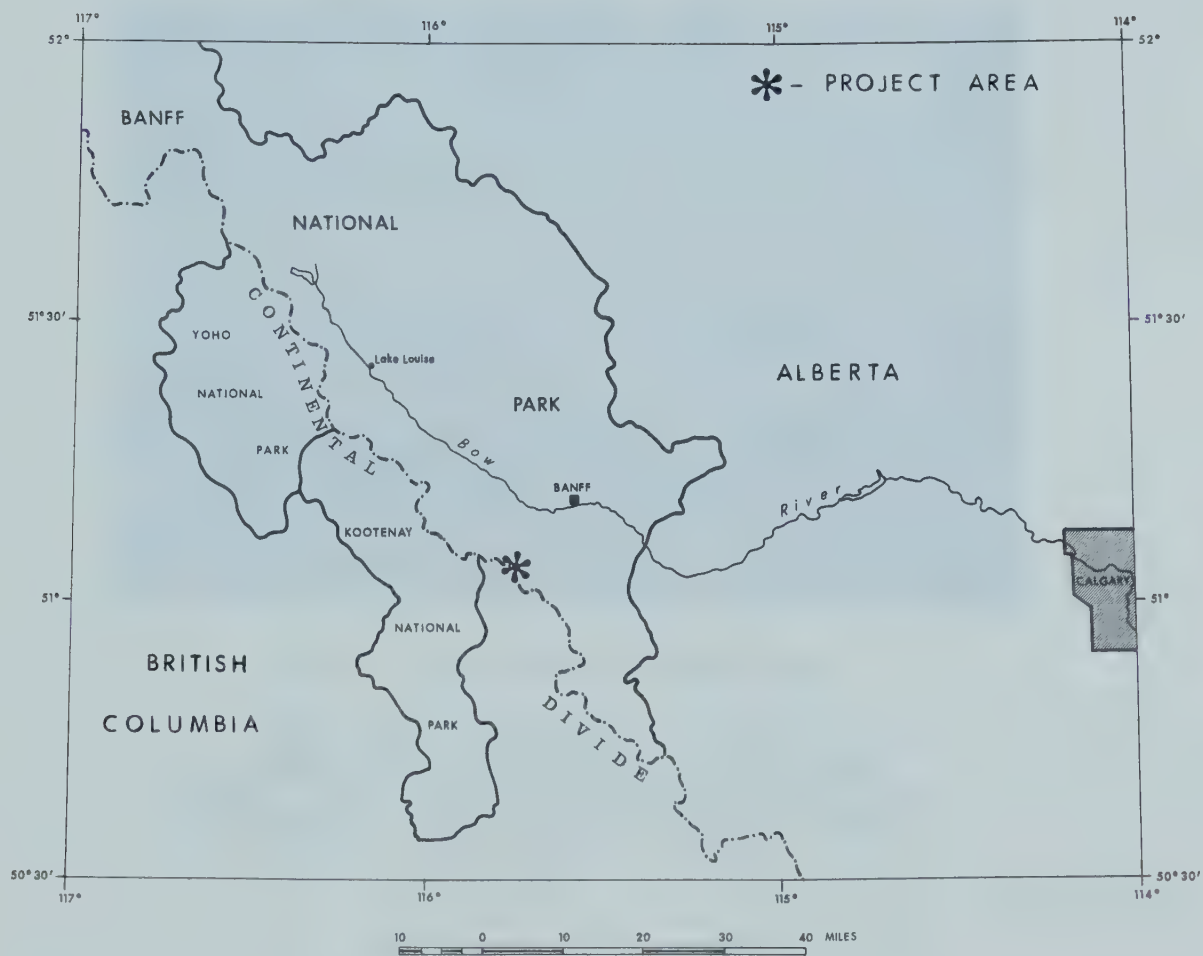 117°
116°
115°
114°
52°
52°
✱ - PROJECT AREA
BANFF
NATIONAL
51°30′
51°30′
YOHO
CONTINENTAL
Lake Louise
ALBERTA
NATIONAL
PARK
Bow
PARK
BANFF
River
KOOTENAY
CALGARY
51°
51°
NATIONAL
BRITISH
COLUMBIA
PARK
DIVIDE
50°30′
50°30′
117°
116°
115°
114°
10 0 10 20 30 40 MILES